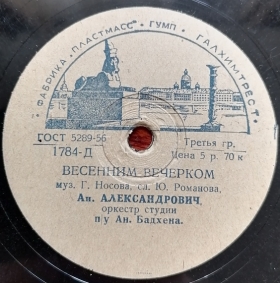 ФАБРИКА • ПЛАСТМАСС • ГУМП • ГАЛХИМТРЕСТ
ГОСТ 5289-56
Третья гр.
1784-Д
Цена 5 р. 70 к
ВЕСЕННИМ ВЕЧЕРКОМ
муз. Г. Носова, сл. Ю. Романова,
Ан. АЛЕКСАНДРОВИЧ,
оркестр студии
п/у Ан. Бадхена.